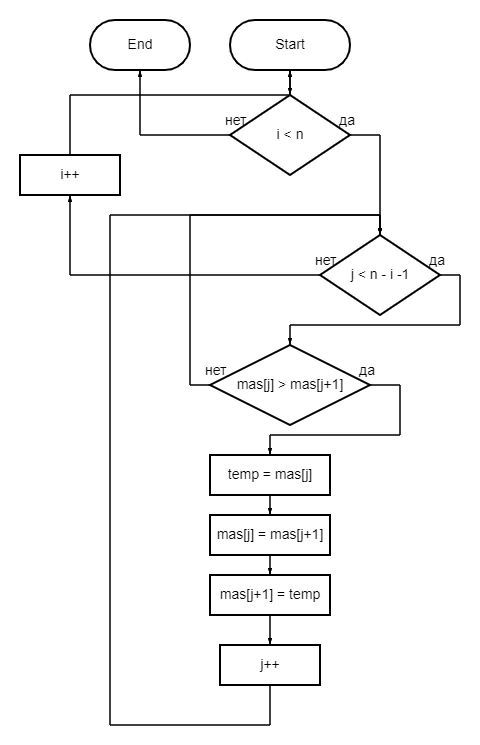 End
Start
нет
да
i < n
i++
нет
да
j < n - i -1
нет
да
mas[j] > mas[j+1]
temp = mas[j]
mas[j] = mas[j+1]
mas[j+1] = temp
j++